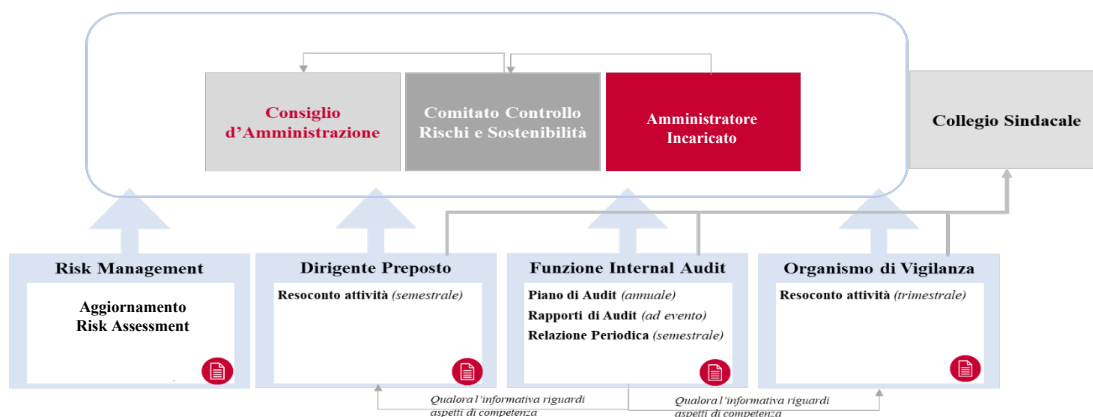 Consiglio
d'Amministrazione
Comitato Controllo
Rischi e Sostenibilità
Amministratore
Incaricato
Collegio Sindacale
Risk Management
Aggiornamento
Risk Assessment
Dirigente Preposto
Resoconto attività (semestrale)
Funzione Internal Audit
Piano di Audit (annuale)
Rapporti di Audit (ad evento)
Relazione Periodica (semestrale)
Organismo di Vigilanza
Resoconto attività (trimestrale)
Qualora l'informativa riguardi
aspetti di competenza
Qualora l'informativa riguardi
aspetti di competenza